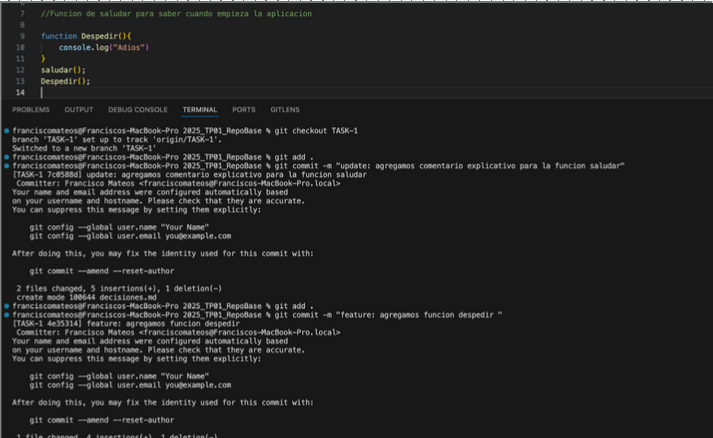 7 //Funcion de saludar para saber cuando empieza la aplicacion
8
9 function Despedir(){
10 console.log("Adios")
11 }
12 saludar();
13 Despedir();
14
PROBLEMS OUTPUT DEBUG CONSOLE TERMINAL PORTS GITLENS
franciscomateos@Franciscos-MacBook-Pro 2025_TP01_RepoBase % git checkout TASK-1
branch 'TASK-1' set up to track 'origin/TASK-1'.
Switched to a new branch 'TASK-1'
franciscomateos@Franciscos-MacBook-Pro 2025_TP01_RepoBase % git add .
franciscomateos@Franciscos-MacBook-Pro 2025_TP01_RepoBase % git commit -m "update: agregamos comentario explicativo para la funcion saludar"
[TASK-1 7c0588d] update: agregamos comentario explicativo para la funcion saludar
Committer: Francisco Mateos <franciscomateos@Franciscos-MacBook-Pro.local>
Your name and email address were configured automatically based
on your username and hostname. Please check that they are accurate.
You can suppress this message by setting them explicitly:
git config --global user.name "Your Name"
git config --global user.email you@example.com
After doing this, you may fix the identity used for this commit with:
git commit --amend --reset-author
2 files changed, 5 insertions(+), 1 deletion(-)
create mode 100644 decisiones.md
franciscomateos@Franciscos-MacBook-Pro 2025_TP01_RepoBase % git add .
franciscomateos@Franciscos-MacBook-Pro 2025_TP01_RepoBase % git commit -m "feature: agregamos funcion despedir "
[TASK-1 4e35314] feature: agregamos funcion despedir
Committer: Francisco Mateos <franciscomateos@Franciscos-MacBook-Pro.local>
Your name and email address were configured automatically based
on your username and hostname. Please check that they are accurate.
You can suppress this message by setting them explicitly:
git config --global user.name "Your Name"
git config --global user.email you@example.com
After doing this, you may fix the identity used for this commit with:
git commit --amend --reset-author
1 file changed, 4 insertions(+), 1 deletion(-)